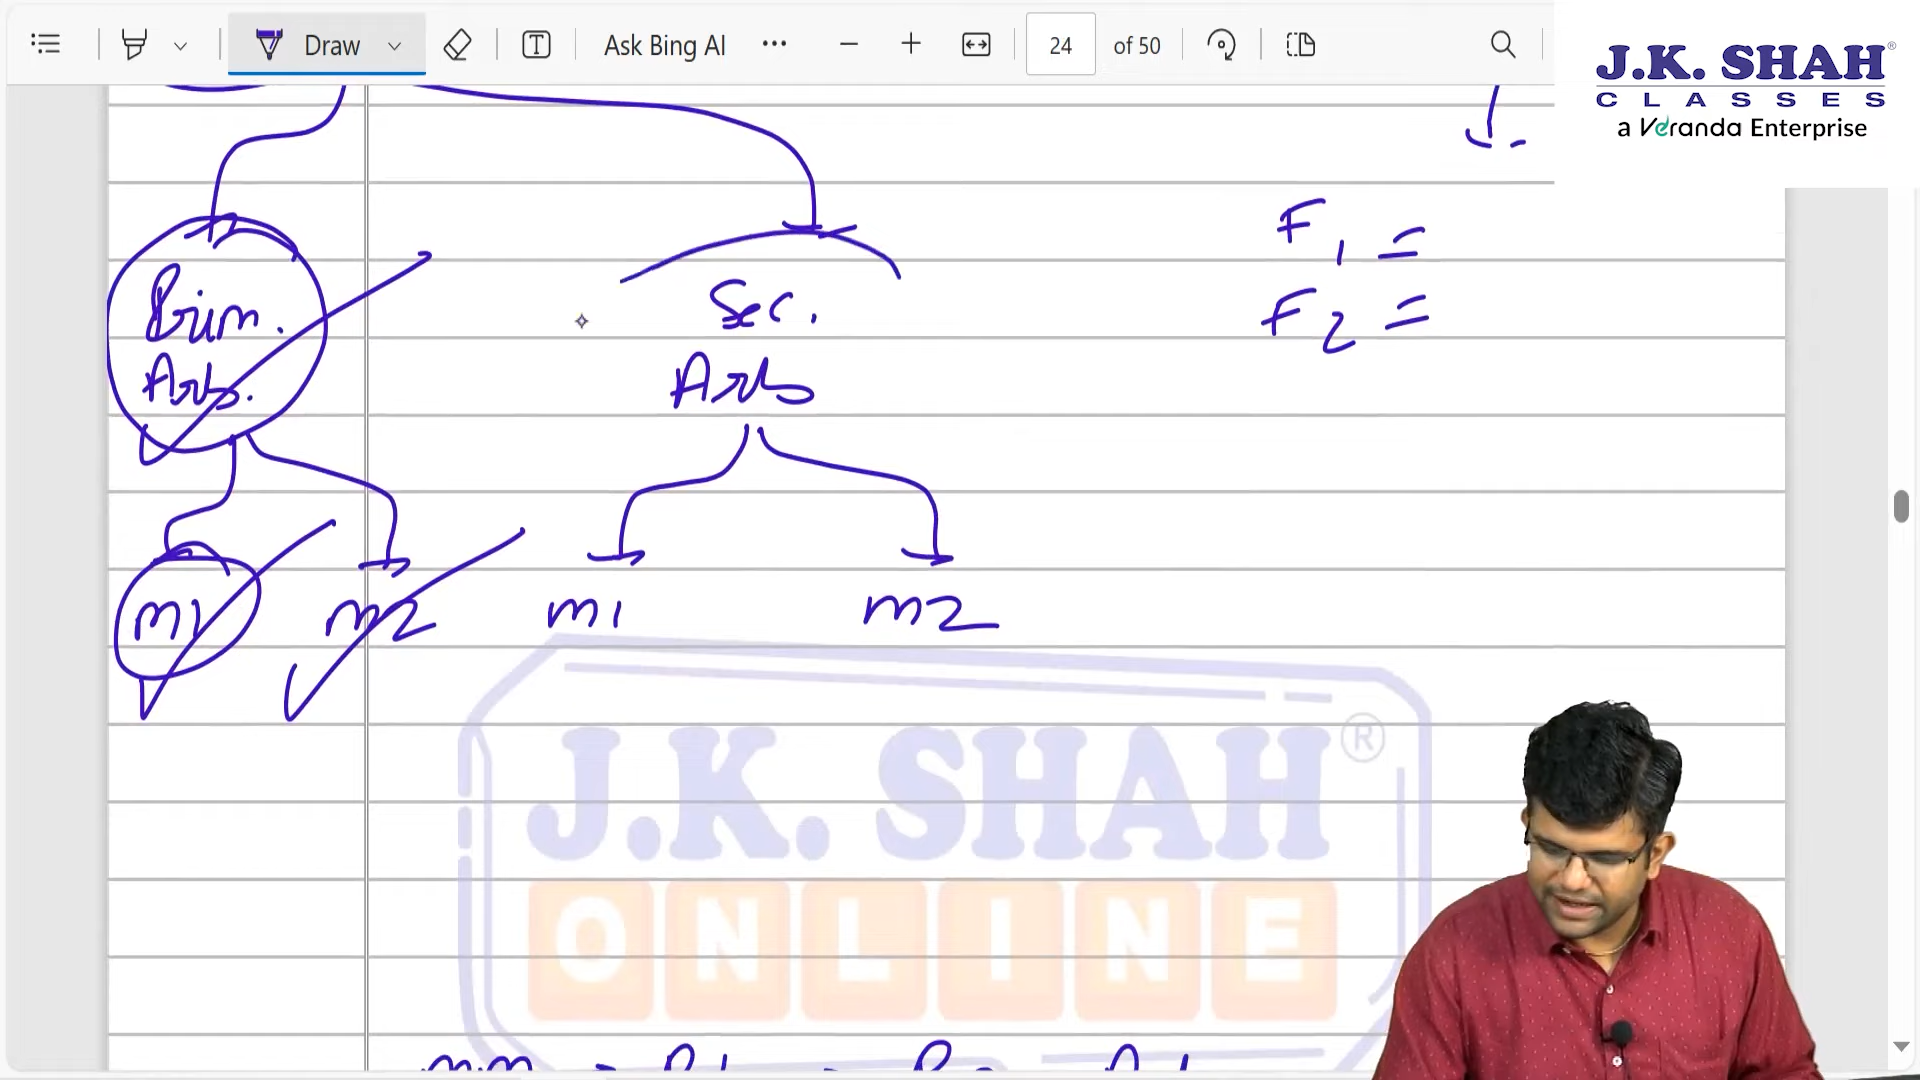 Draw
Ask Bing AI
24 of 50
J.K. SHAH®
CLASSES
a Veranda Enterprise
F1 =
F2 =
Prim.
Arb.
Sec.
Arb
m1 m2 m1 m2
J.K. SHAH®
ONLINE